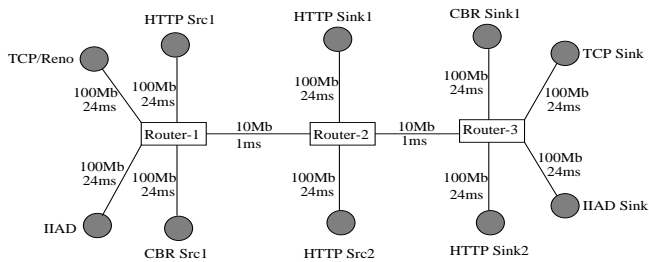 HTTP Src1
HTTP Sink1
CBR Sink1
TCP/Reno
TCP Sink
100Mb
24ms
100Mb
24ms
100Mb
24ms
100Mb
24ms
100Mb
24ms
Router-1
10Mb
1ms
Router-2
10Mb
1ms
Router-3
100Mb
24ms
100Mb
24ms
100Mb
24ms
100Mb
24ms
100Mb
24ms
IIAD
CBR Src1
HTTP Src2
HTTP Sink2
IIAD Sink